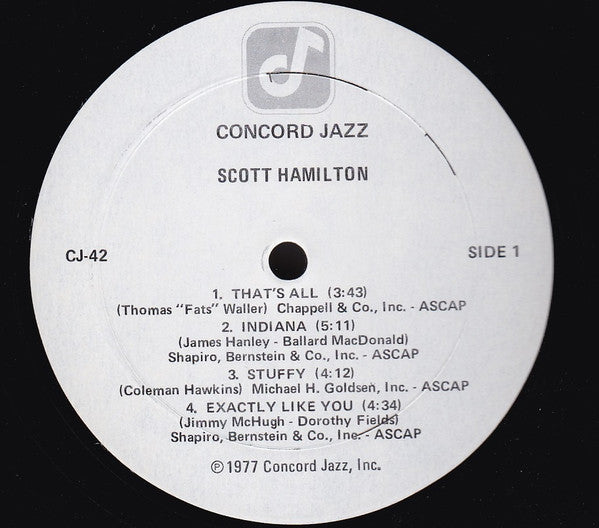 CONCORD JAZZ
SCOTT HAMILTON
CJ-42
SIDE 1
1. THAT'S ALL (3:43)
(Thomas "Fats" Waller) Chappell & Co., Inc. - ASCAP
2. INDIANA (5:11)
(James Hanley - Ballard MacDonald)
Shapiro, Bernstein & Co., Inc. - ASCAP
3. STUFFY (4:12)
(Coleman Hawkins) Michael H. Goldsen, Inc. - ASCAP
4. EXACTLY LIKE YOU (4:34)
(Jimmy McHugh - Dorothy Fields)
Shapiro, Bernstein & Co., Inc. - ASCAP
℗1977 Concord Jazz, Inc.